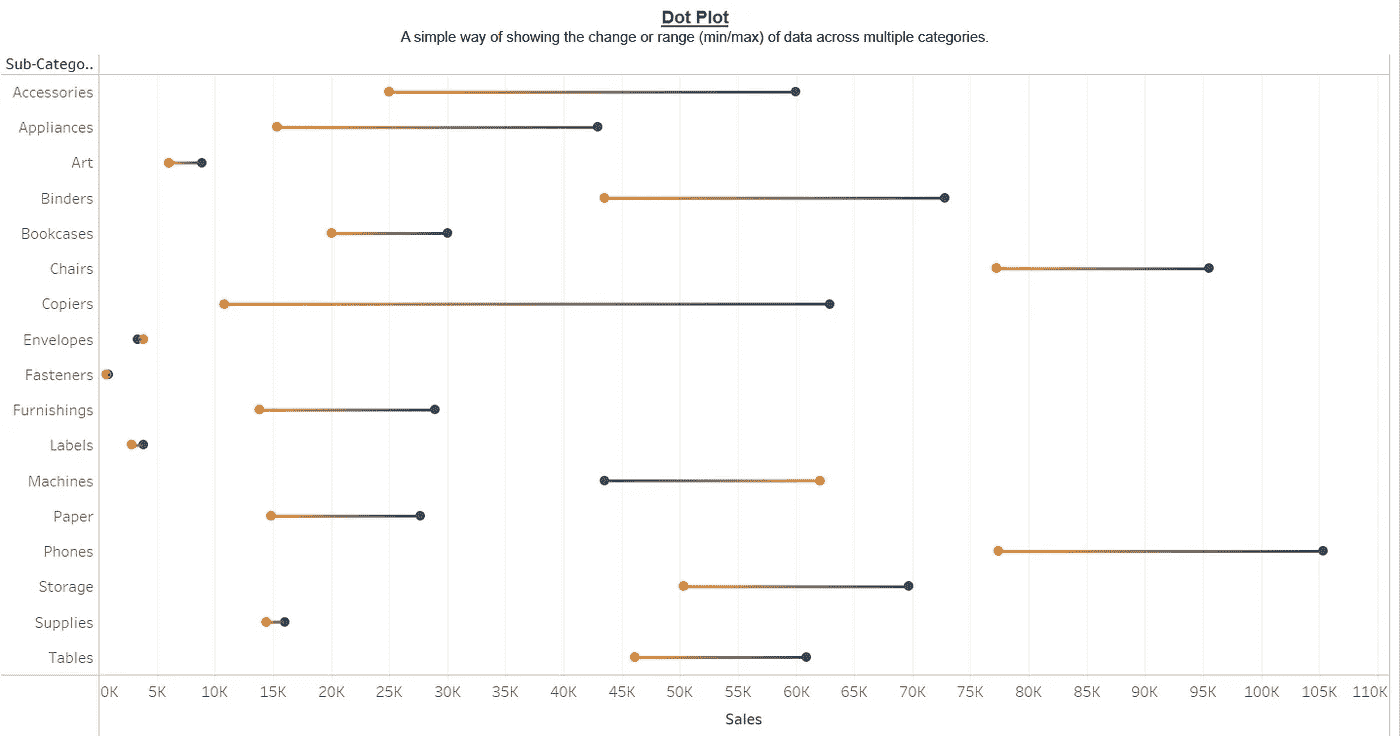 Dot Plot
A simple way of showing the change or range (min/max) of data across multiple categories.
Sub-Catego..
Accessories
Appliances
Art
Binders
Bookcases
Chairs
Copiers
Envelopes
Fasteners
Furnishings
Labels
Machines
Paper
Phones
Storage
Supplies
Tables
0K 5K 10K 15K 20K 25K 30K 35K 40K 45K 50K 55K 60K 65K 70K 75K 80K 85K 90K 95K 100K 105K 110K
Sales